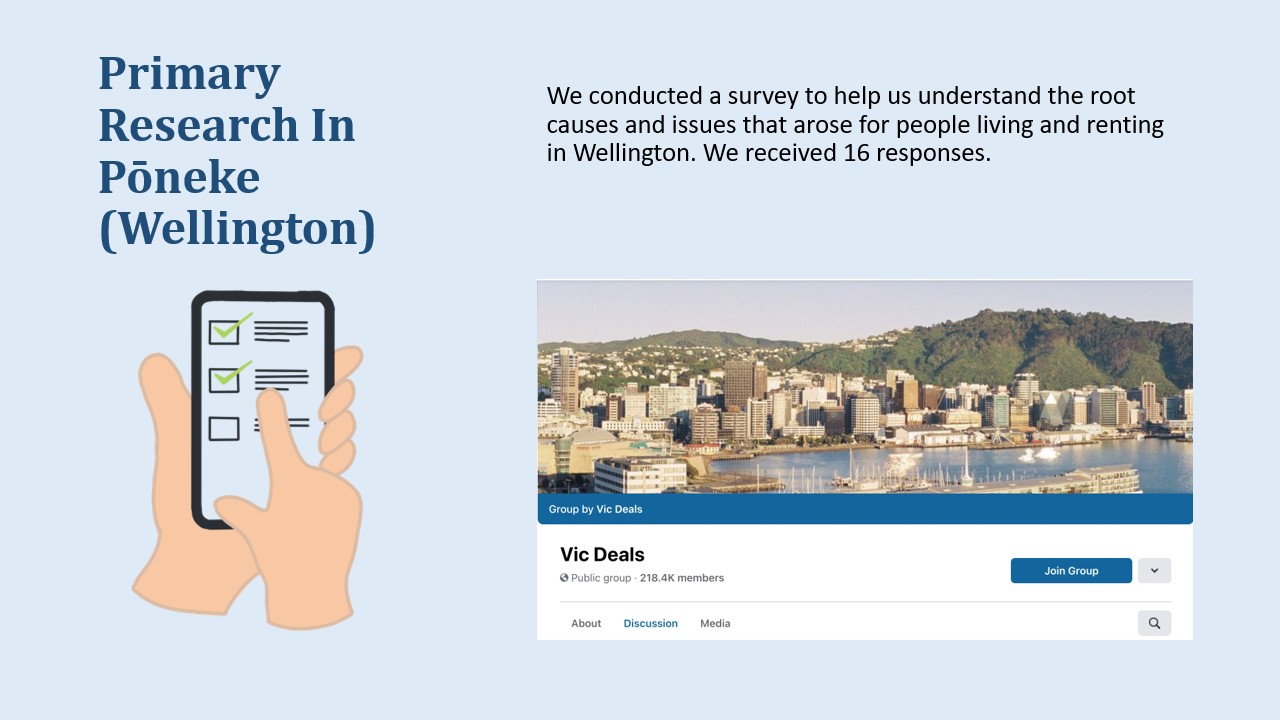 Primary
Research In
Pōneke
(Wellington)
We conducted a survey to help us understand the root
causes and issues that arose for people living and renting
in Wellington. We received 16 responses.
Group by Vic Deals
Vic Deals
Public group · 218.4K members
Join Group
About Discussion Media